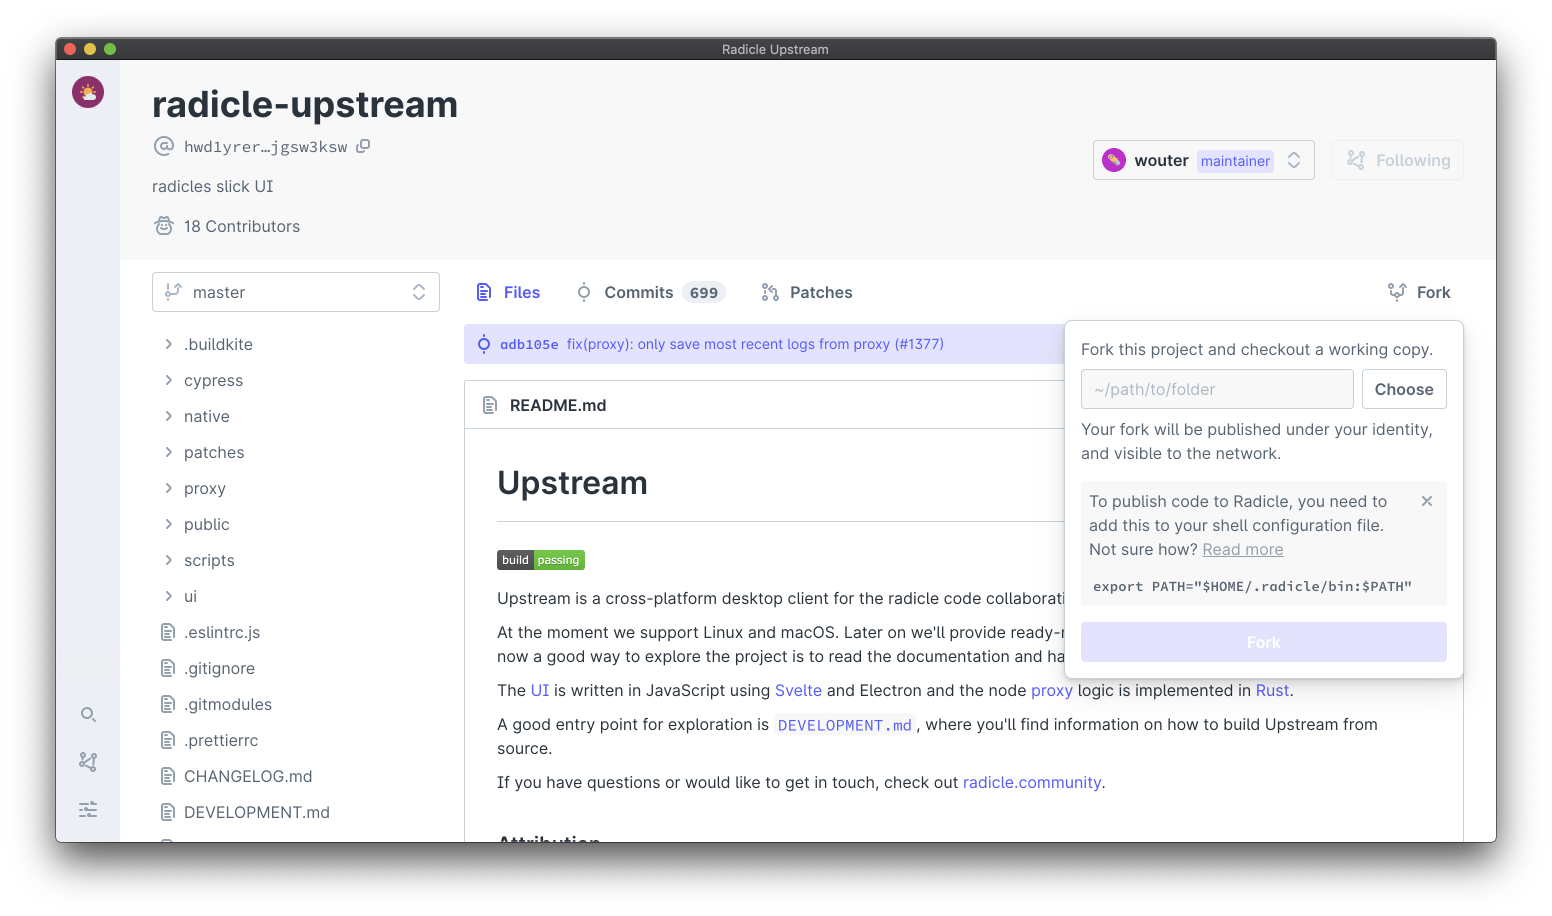 Radicle Upstream
radicle-upstream
hwd1yrer…jgsw3ksw
radicles slick UI
18 Contributors
wouter maintainer
Following
master
Files
Commits 699
Patches
Fork
.buildkite
cypress
native
patches
proxy
public
scripts
ui
.eslintrc.js
.gitignore
.gitmodules
.prettierrc
CHANGELOG.md
DEVELOPMENT.md
adb105e fix(proxy): only save most recent logs from proxy (#1377)
README.md
Upstream
build passing
Upstream is a cross-platform desktop client for the radicle code
At the moment we support Linux and macOS. Later on we'll provide
now a good way to explore the project is to read the documentation and
The UI is written in JavaScript using Svelte and Electron and the node proxy logic is implemented in Rust.
A good entry point for exploration is DEVELOPMENT.md, where you'll find information on how to build Upstream from
source.
If you have questions or would like to get in touch, check out radicle.community.
Attribution
Fork this project and checkout a working copy.
~/path/to/folder
Choose
Your fork will be published under your identity,
and visible to the network.
To publish code to Radicle, you need to
add this to your shell configuration file.
Not sure how? Read more
export PATH="$HOME/.radicle/bin:$PATH"
Fork